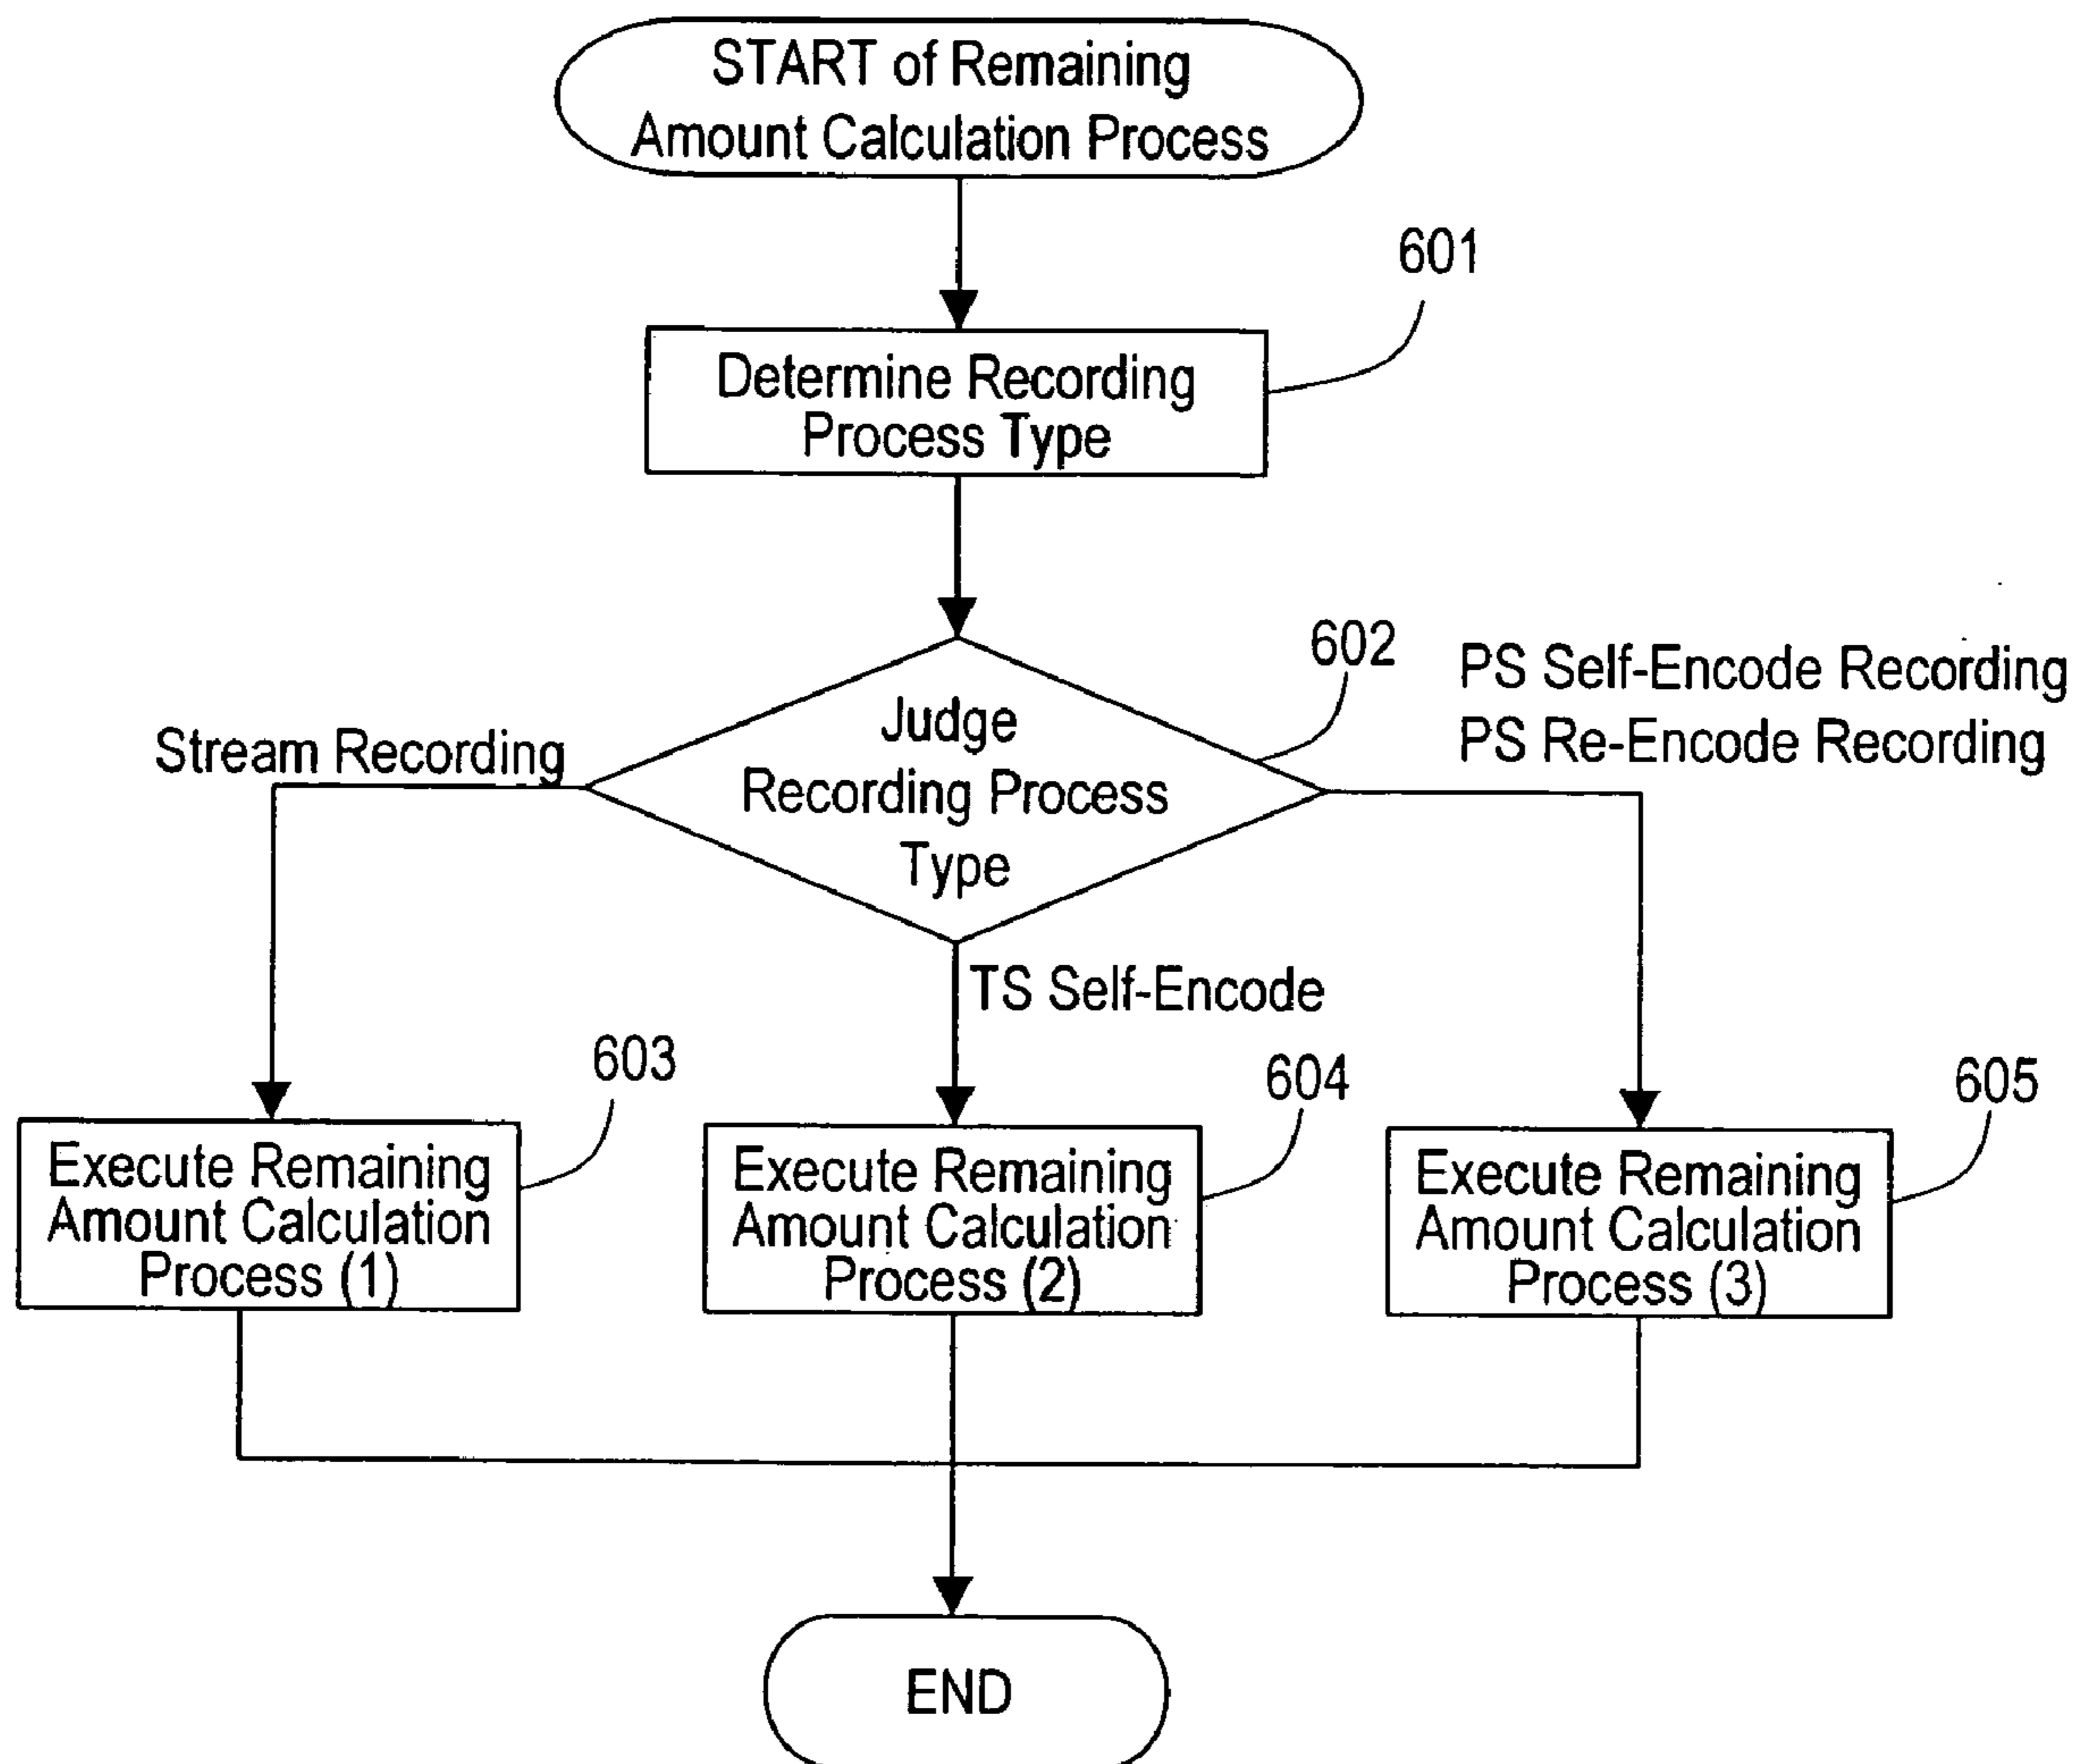 START of Remaining
Amount Calculation Process
601
Determine Recording
Process Type
602
PS Self-Encode Recording
PS Re-Encode Recording
Stream Recording
Judge
Recording Process
Type
TS Self-Encode
603
604
605
Execute Remaining
Amount Calculation
Process (1)
Execute Remaining
Amount Calculation
Process (2)
Execute Remaining
Amount Calculation
Process (3)
END